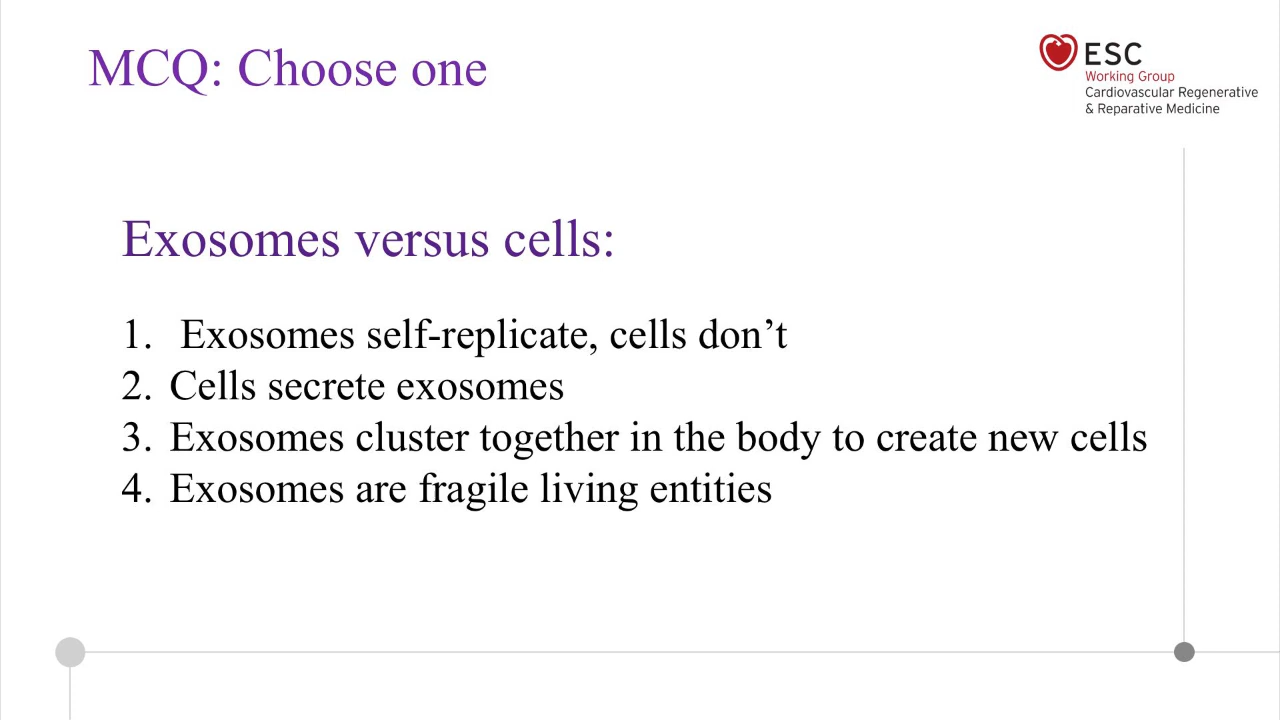 MCQ: Choose one
ESC
Working Group
Cardiovascular Regenerative
& Reparative Medicine
Exosomes versus cells:
1. Exosomes self-replicate, cells don’t
2. Cells secrete exosomes
3. Exosomes cluster together in the body to create new cells
4. Exosomes are fragile living entities